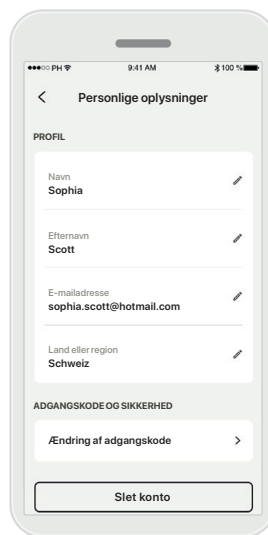 PH 9:41 AM 100 %
Personlige oplysninger
PROFIL
Navn
Sophia
Efternavn
Scott
E-mailadresse
sophia.scott@hotmail.com
Land eller region
Schweiz
ADGANGSKODE OG SIKKERHED
Ændring af adgangskode
Slet konto